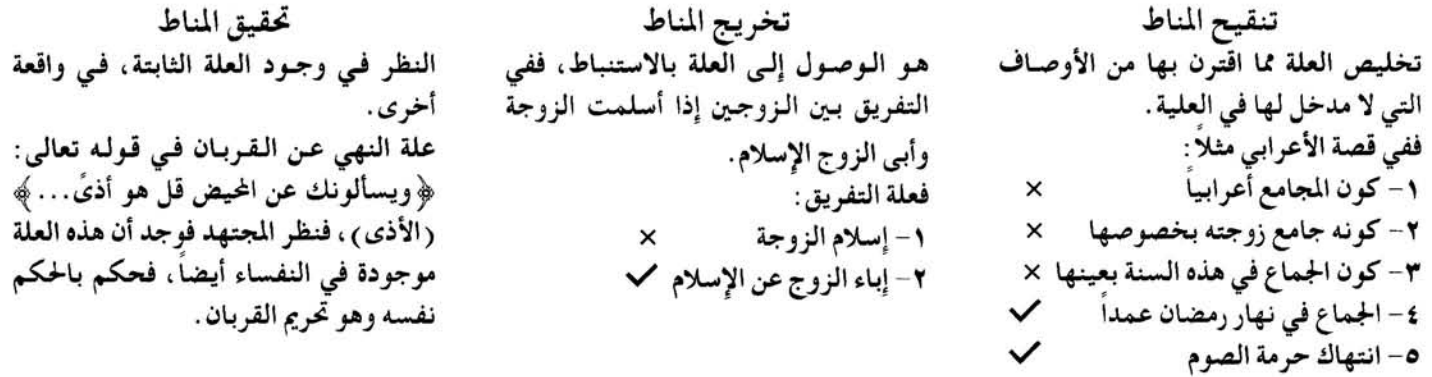 تنقيح المناط
تخليص العلة مما اقترن بها من الأوصاف
التي لا مدخل لها في العلية.
ففي قصة الأعرابي مثلاً:
١- كون المجامع أعرابياً ×
٢- كونه جامع زوجته بخصوصها ×
٣- كون الجماع في هذه السنة بعينها ×
٤- الجماع في نهار رمضان عمداً ✓
٥- انتهاك حرمة الصوم ✓
تخريج المناط
هو الوصول إلى العلة بالاستنباط، ففي
التفريق بين الزوجين إذا أسلمت الزوجة
وأبى الزوج الإسلام.
فعلة التفريق:
١- إسلام الزوجة ×
٢- إباء الزوج عن الإسلام ✓
تحقيق المناط
النظر في وجود العلة الثابتة، في واقعة
أخرى.
علة النهي عن القربان في قوله تعالى:
﴿ويسألونك عن المحيض قل هو أذىً...﴾
(الأذى)، فنظر المجتهد فوجد أن هذه العلة
موجودة في النفساء أيضاً، فحكم بالحكم
نفسه وهو تحريم القربان.